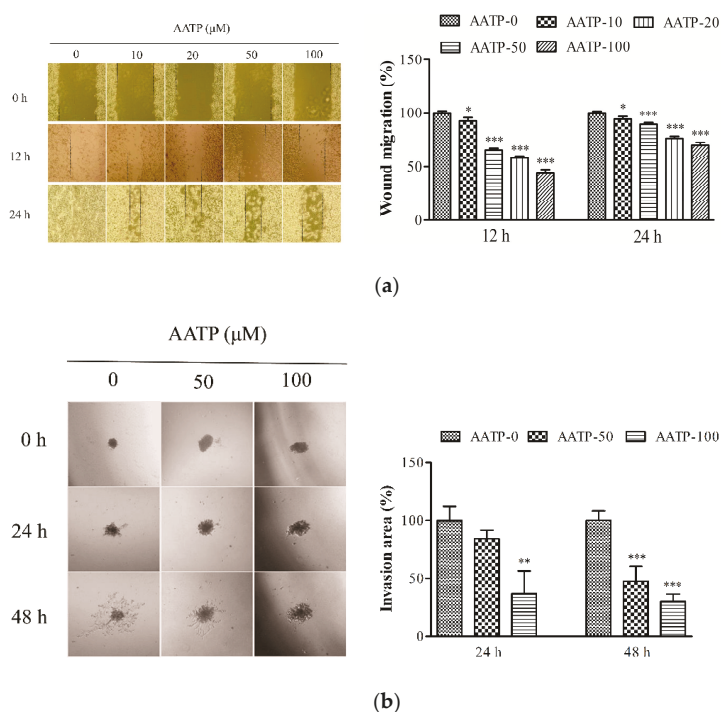 AATP (μM)
0 10 20 50 100
0 h
12 h
24 h
AATP-0 AATP-10 AATP-20
AATP-50 AATP-100
Wound migration (%)
150
100
50
0
* *** *** ***
* *** *** ***
12 h 24 h
(a)
AATP (μM)
0 50 100
0 h
24 h
48 h
AATP-0 AATP-50 AATP-100
Invasion area (%)
150
100
50
0
** *** ***
24 h 48 h
(b)